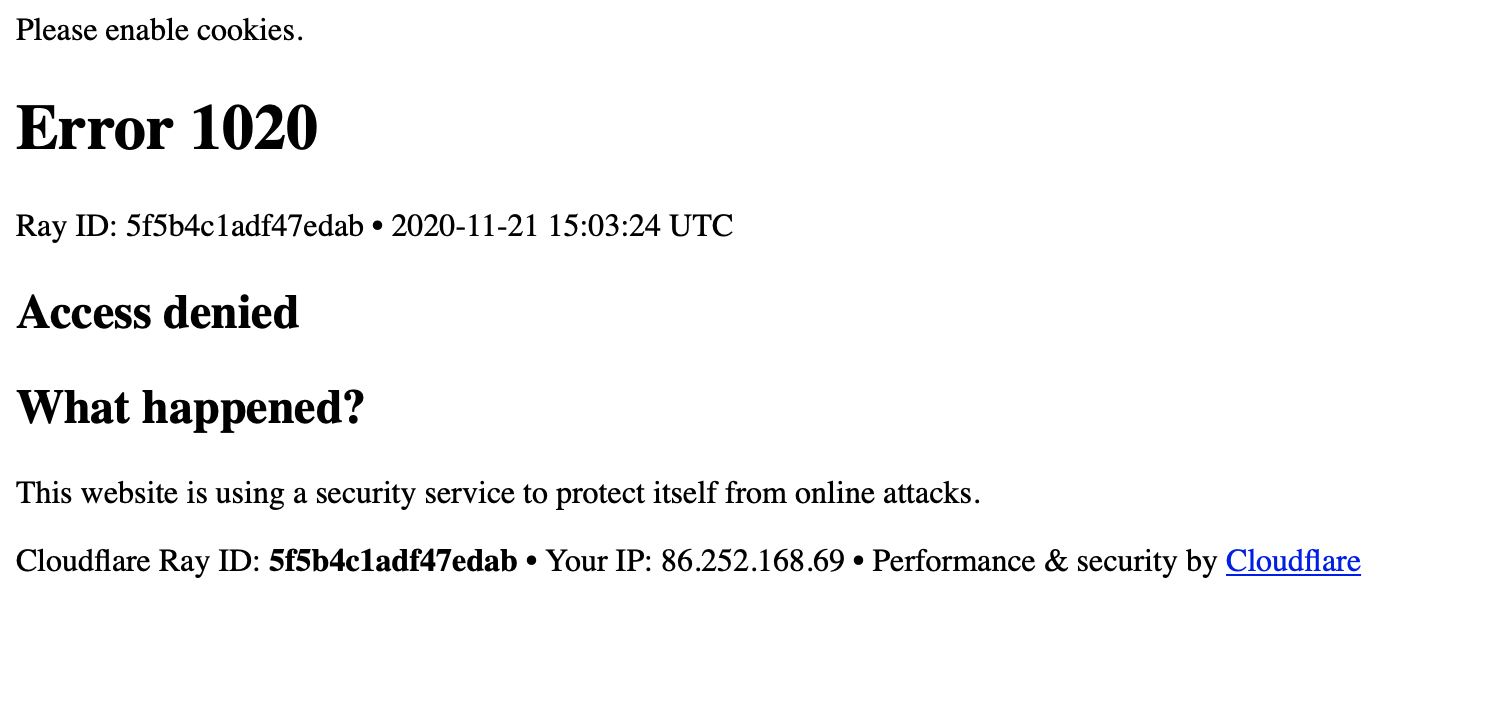 Please enable cookies.
Error 1020
Ray ID: 5f5b4c1adf47edab • 2020-11-21 15:03:24 UTC
Access denied
What happened?
This website is using a security service to protect itself from online attacks.
Cloudflare Ray ID: 5f5b4c1adf47edab • Your IP: 86.252.168.69 • Performance & security by Cloudflare